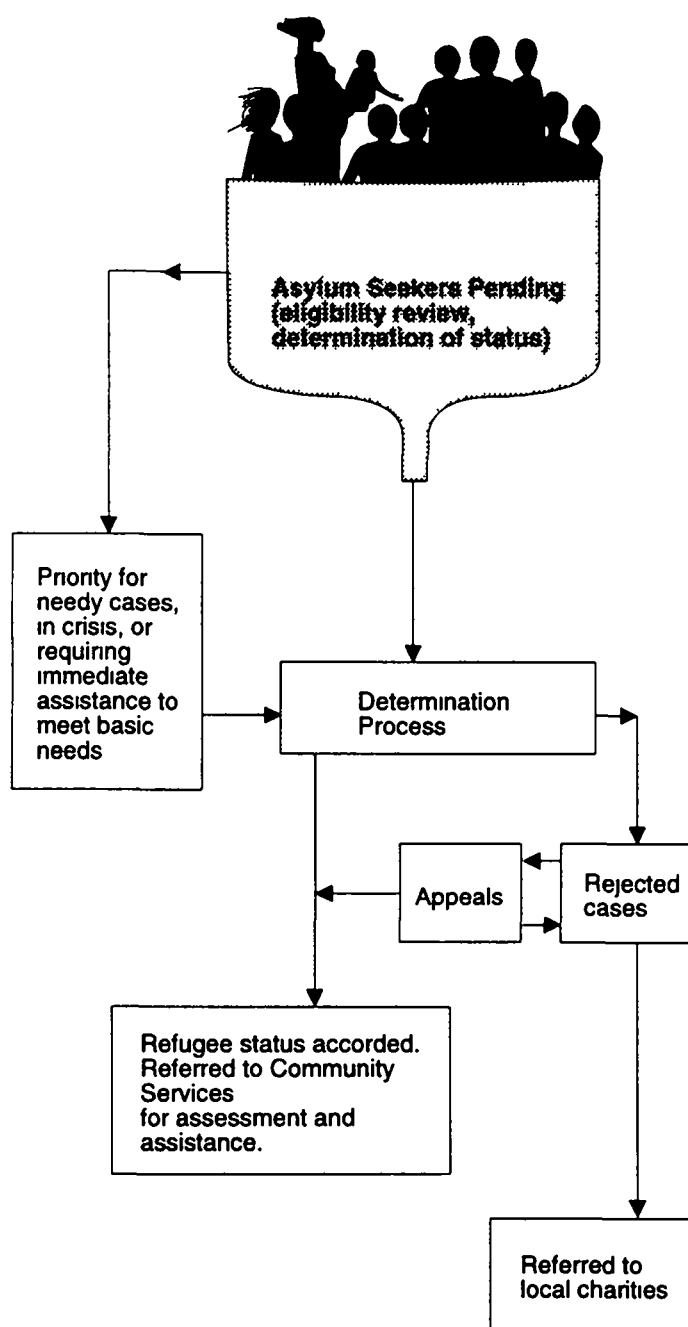 Asylum Seekers Pending
(eligibility review,
determination of status)
Priority for
needy cases,
in crisis, or
requiring
immediate
assistance to
meet basic
needs
Determination
Process
Appeals
Rejected
cases
Refugee status accorded.
Referred to Community
Services
for assessment and
assistance.
Referred to
local charities